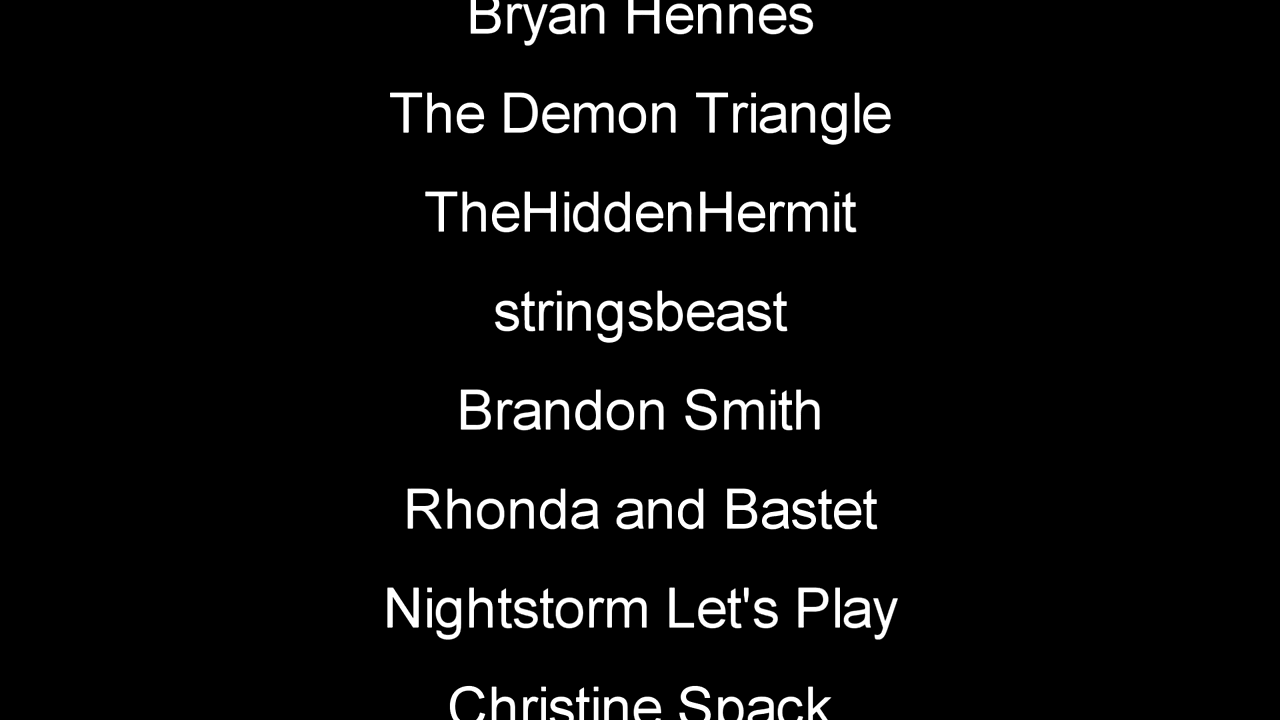 Bryan Hennes
The Demon Triangle
TheHiddenHermit
stringsbeast
Brandon Smith
Rhonda and Bastet
Nightstorm Let's Play
Christine Spack